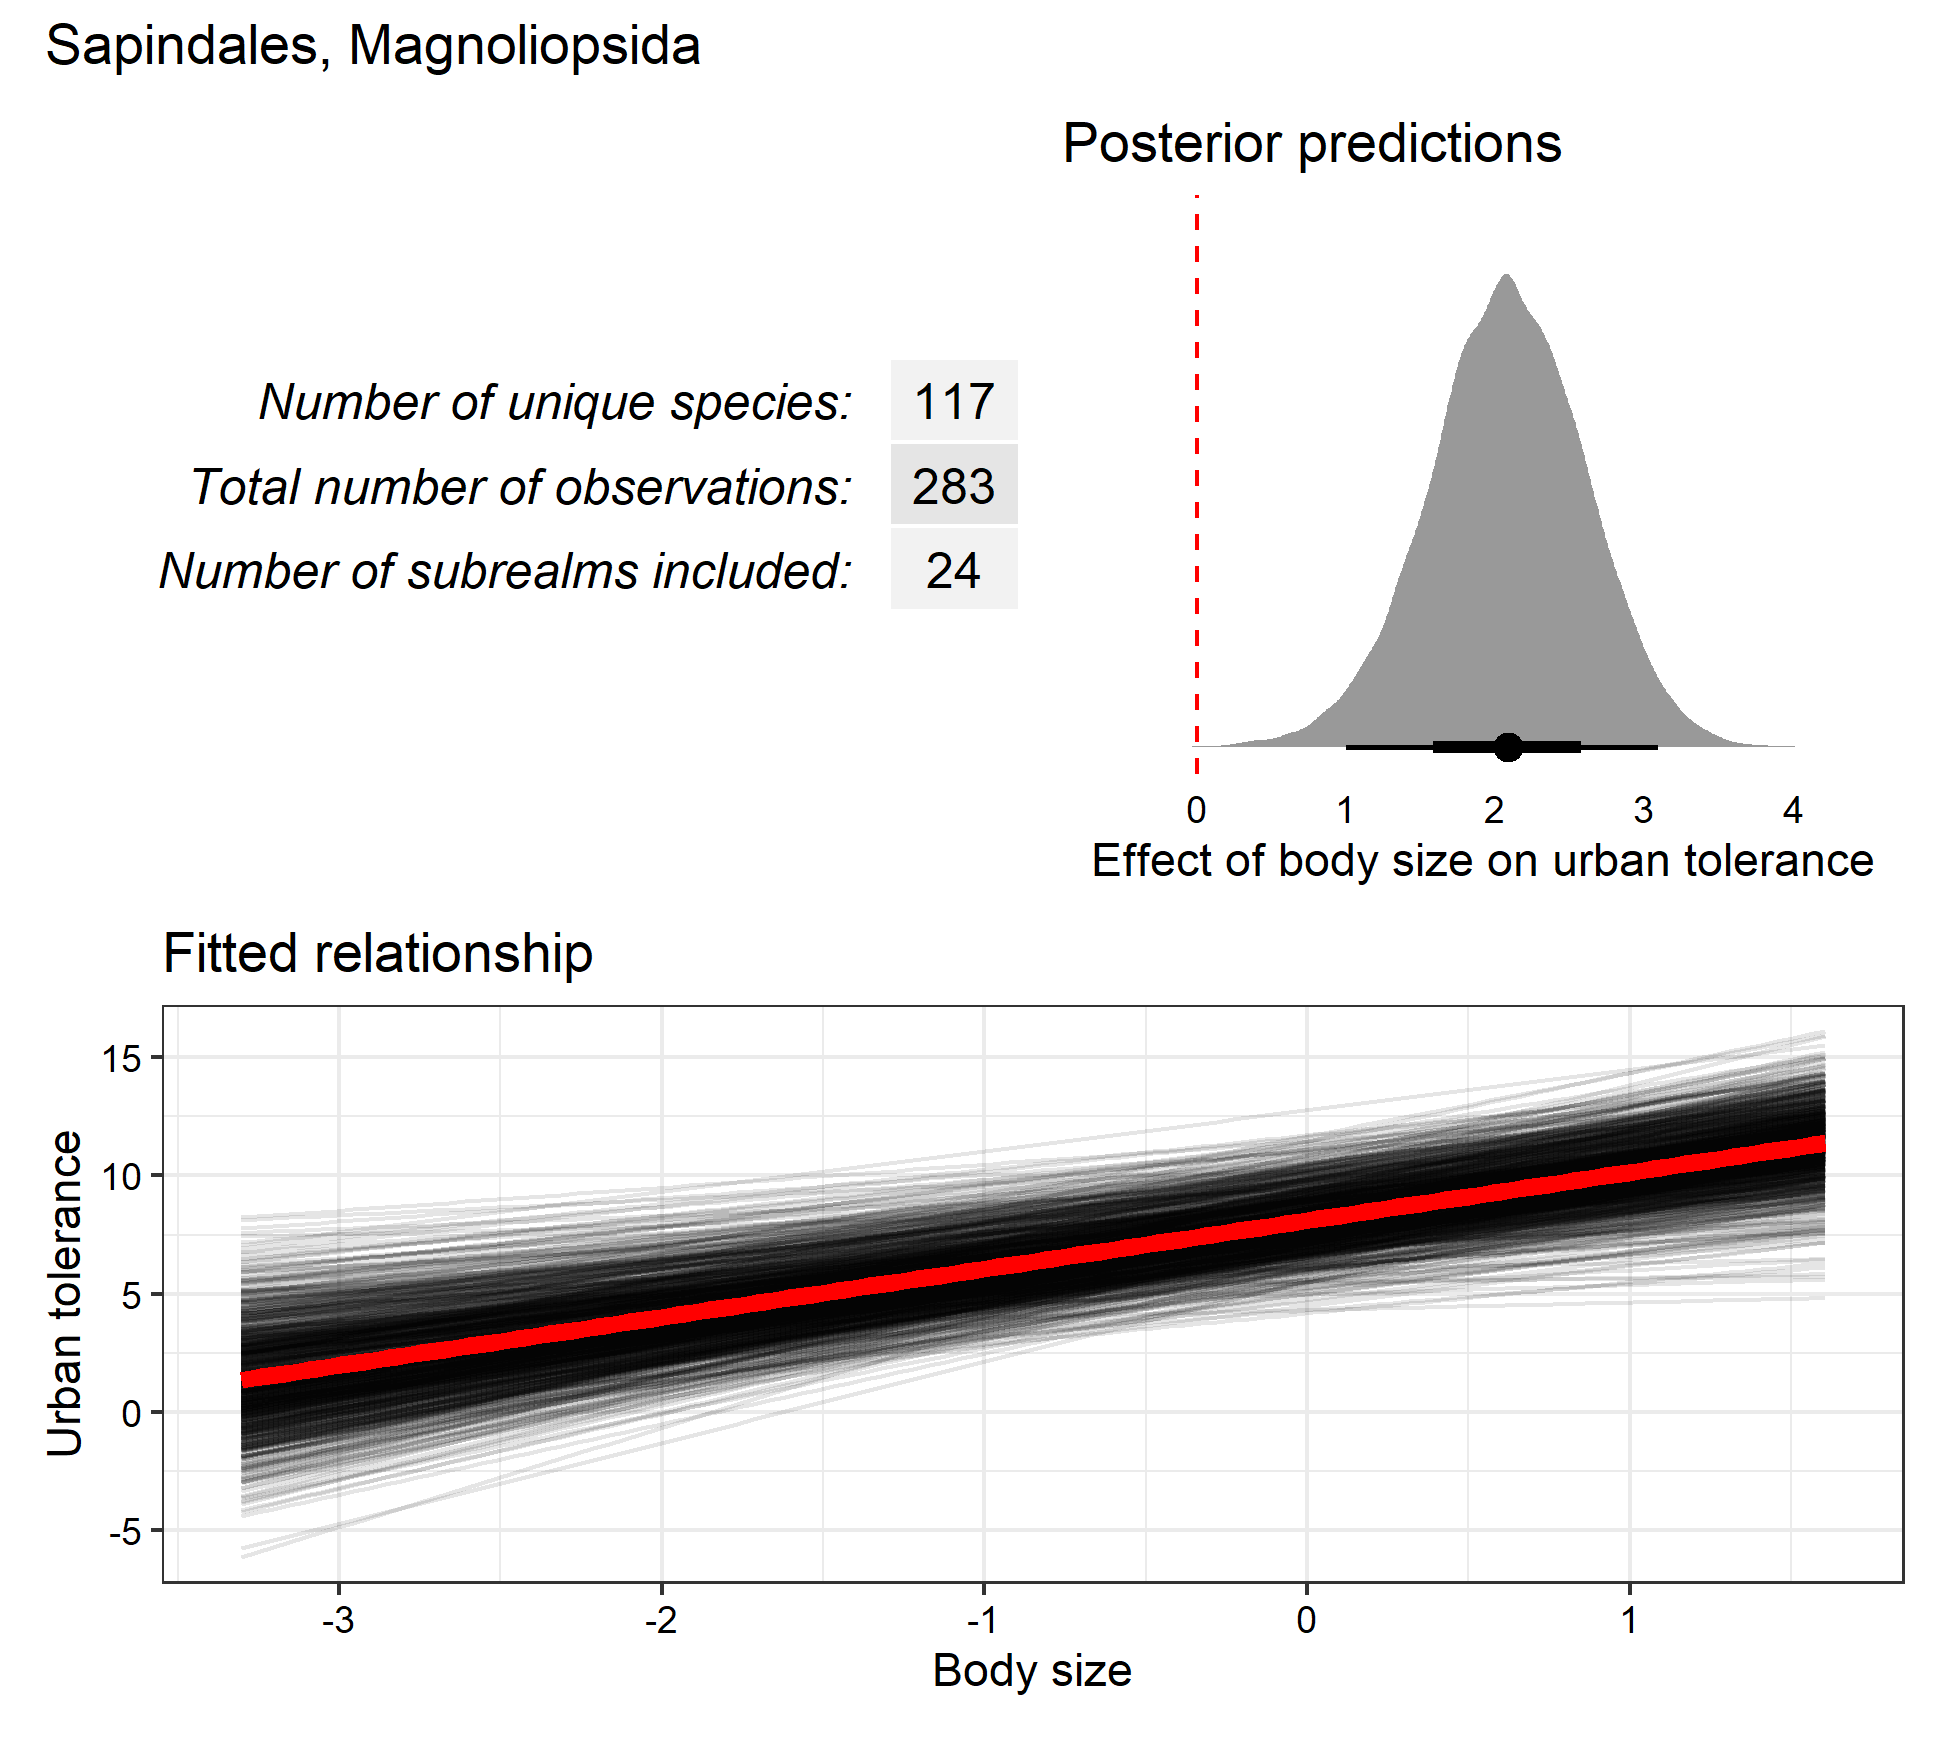 Sapindales, Magnoliopsida
Posterior predictions
Number of unique species: 117
Total number of observations: 283
Number of subrealms included: 24
0 1 2 3 4
Effect of body size on urban tolerance
Fitted relationship
Urban tolerance
15
10
5
0
-5
-3 -2 -1 0 1
Body size